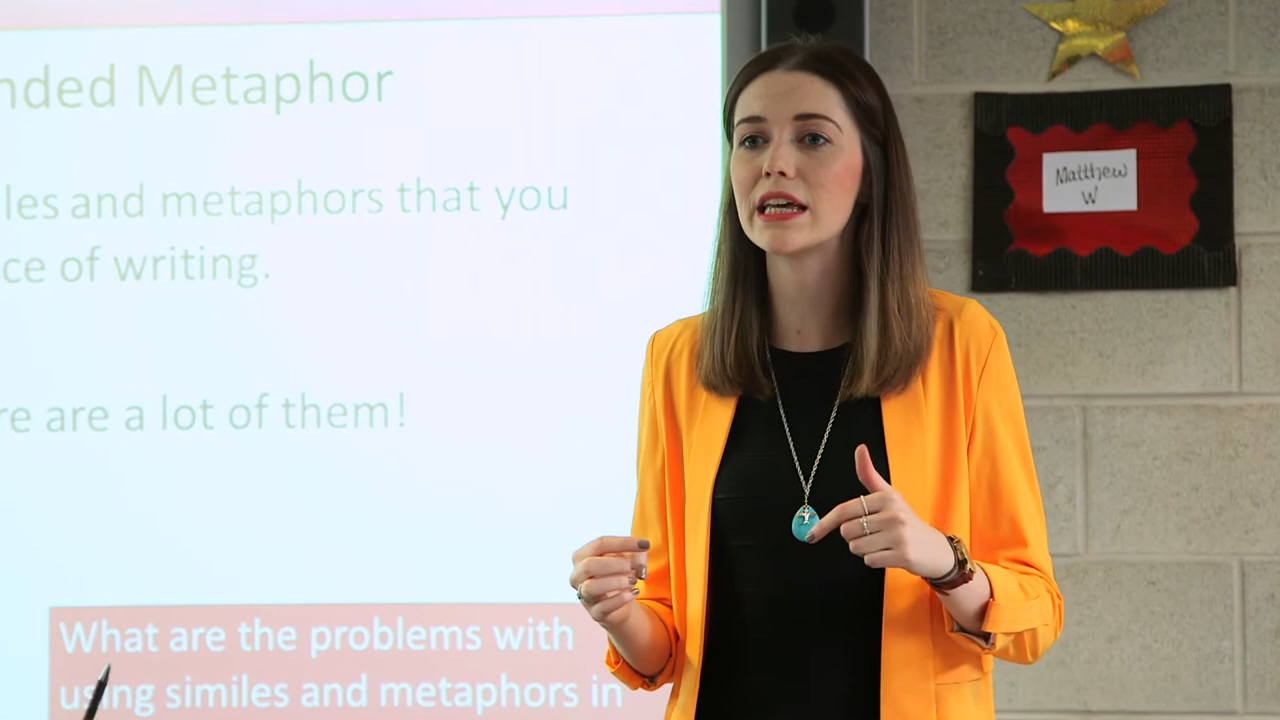 nded Metaphor
les and metaphors that you
ce of writing.
re are a lot of them!
What are the problems with
using similes and metaphors in
Matthew
W